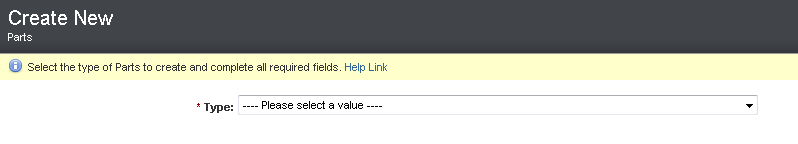 Create New
Parts
Select the type of Parts to create and complete all required fields. Help Link
* Type: ---- Please select a value ----